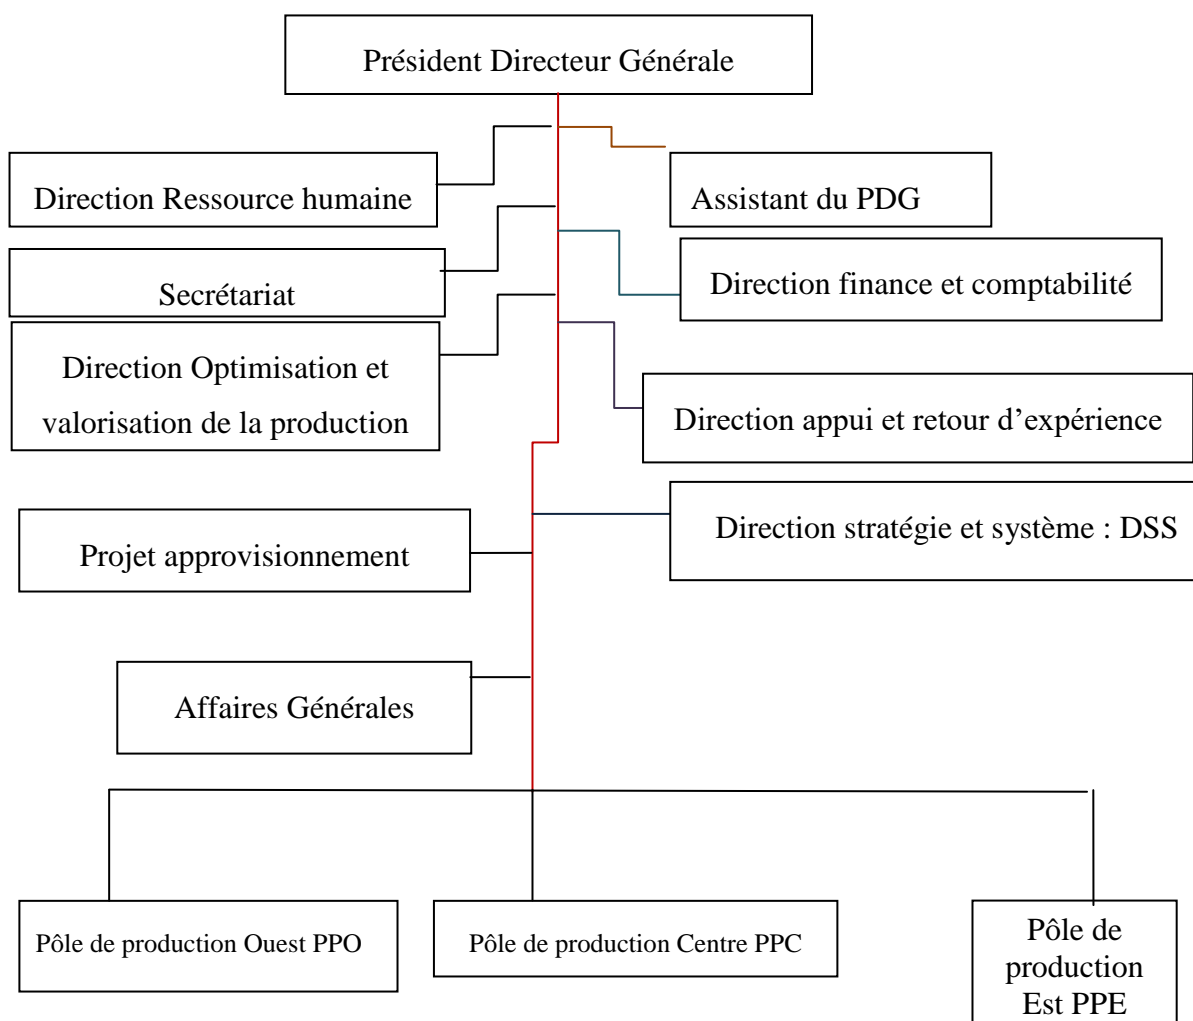 Président Directeur Générale
Direction Ressource humaine
Assistant du PDG
Secrétariat
Direction finance et comptabilité
Direction Optimisation et
valorisation de la production
Direction appui et retour d’expérience
Projet approvisionnement
Direction stratégie et système : DSS
Affaires Générales
Pôle de production Ouest PPO
Pôle de production Centre PPC
Pôle de
production
Est PPE